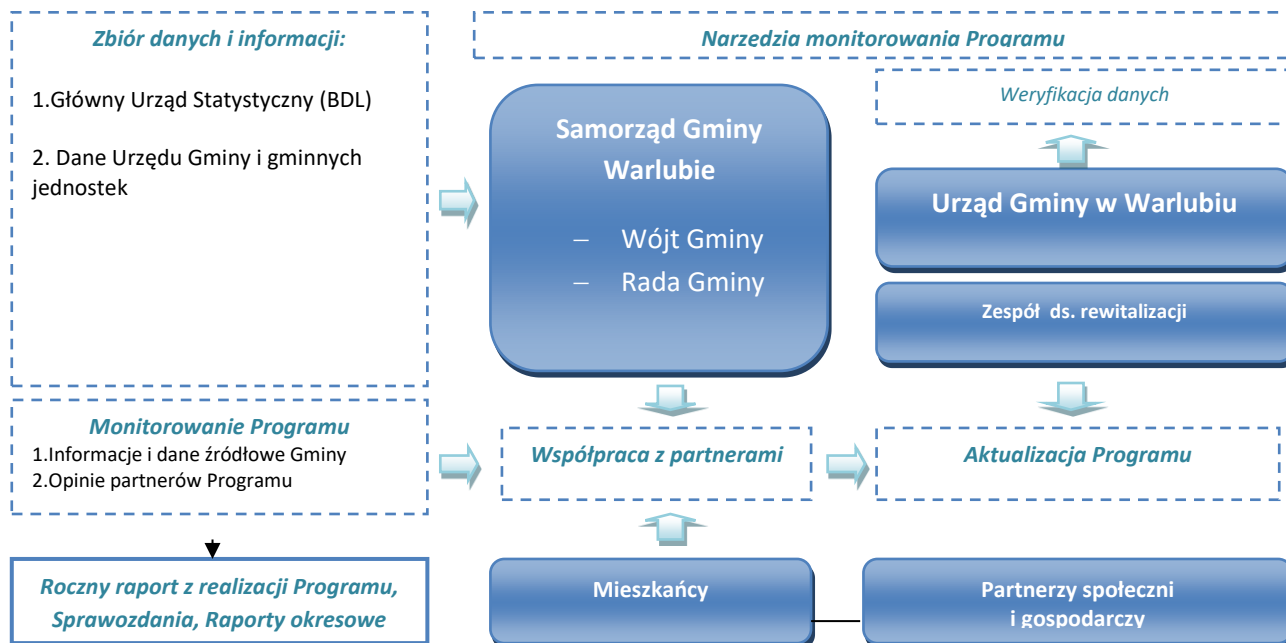 Zbiór danych i informacji:
1.Główny Urząd Statystyczny (BDL)
2. Dane Urzędu Gminy i gminnych
jednostek
Narzędzia monitorowania Programu
Samorząd Gminy
Warlubie
– Wójt Gminy
– Rada Gminy
Weryfikacja danych
Urząd Gminy w Warlubiu
Zespół ds. rewitalizacji
Monitorowanie Programu
1.Informacje i dane źródłowe Gminy
2.Opinie partnerów Programu
Współpraca z partnerami
Aktualizacja Programu
Roczny raport z realizacji Programu,
Sprawozdania, Raporty okresowe
Mieszkańcy
Partnerzy społeczni
i gospodarczy